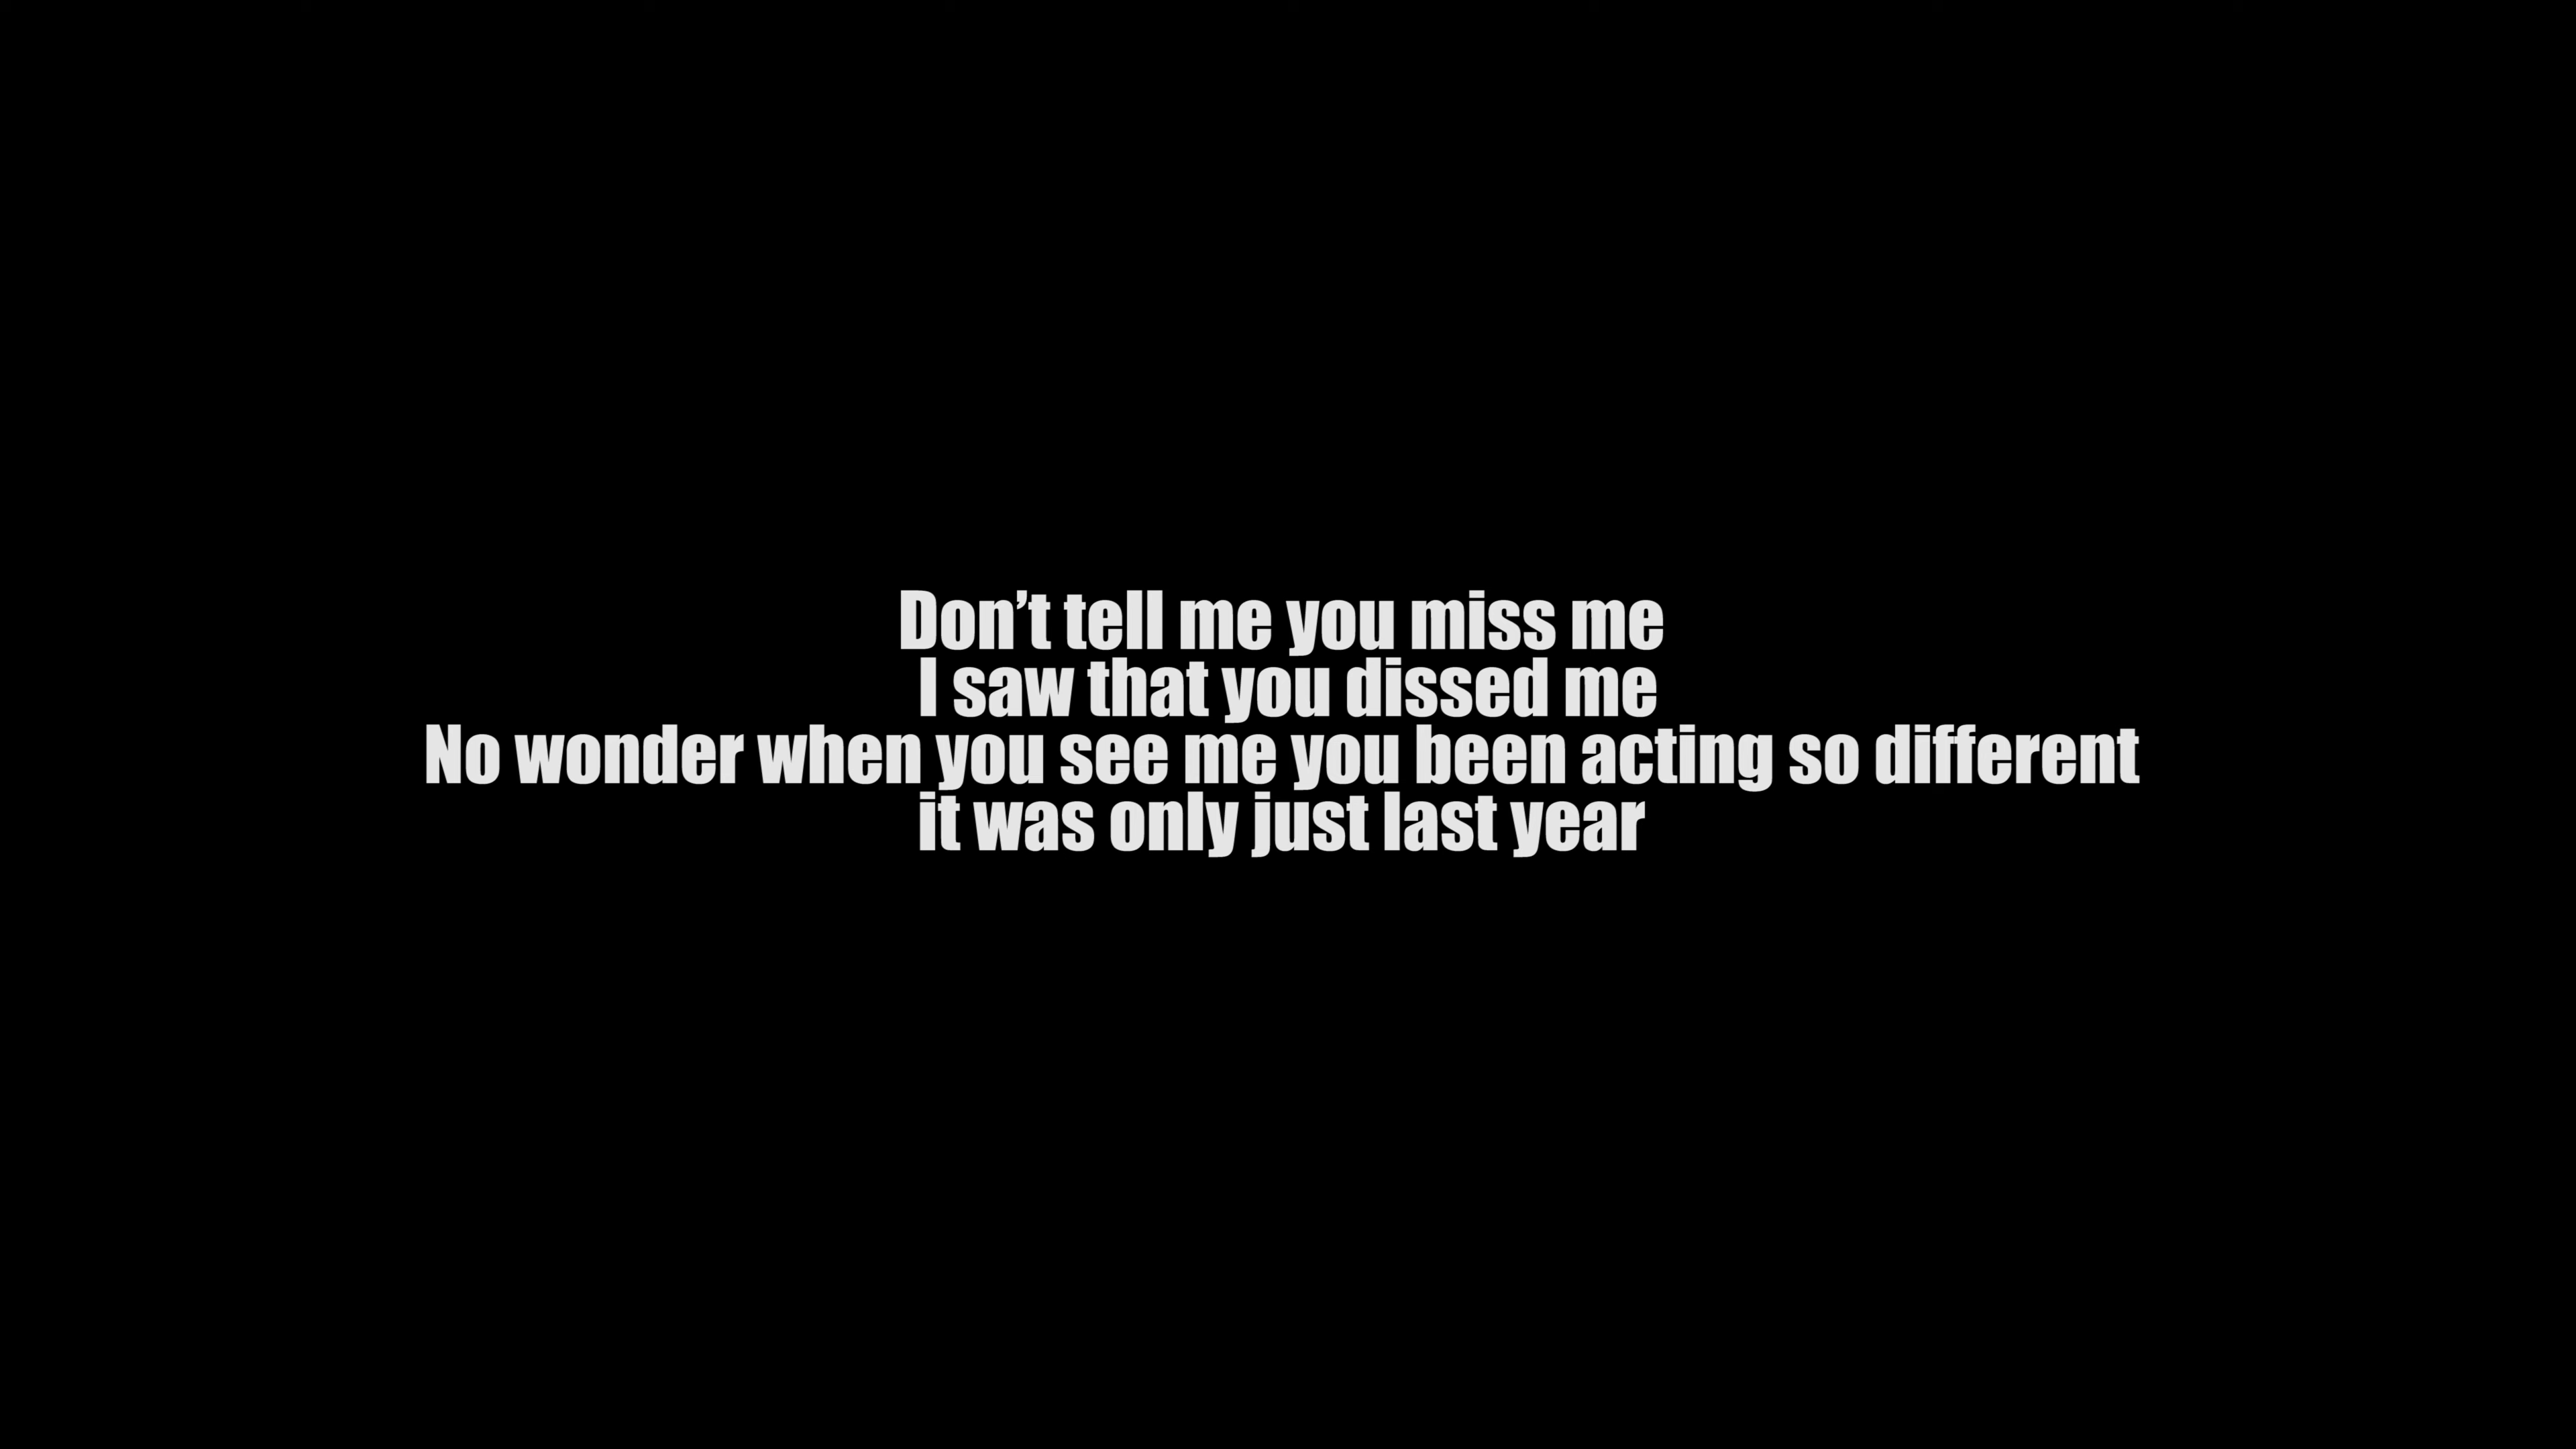 Don’t tell me you miss me
I saw that you dissed me
No wonder when you see me you been acting so different
it was only just last year